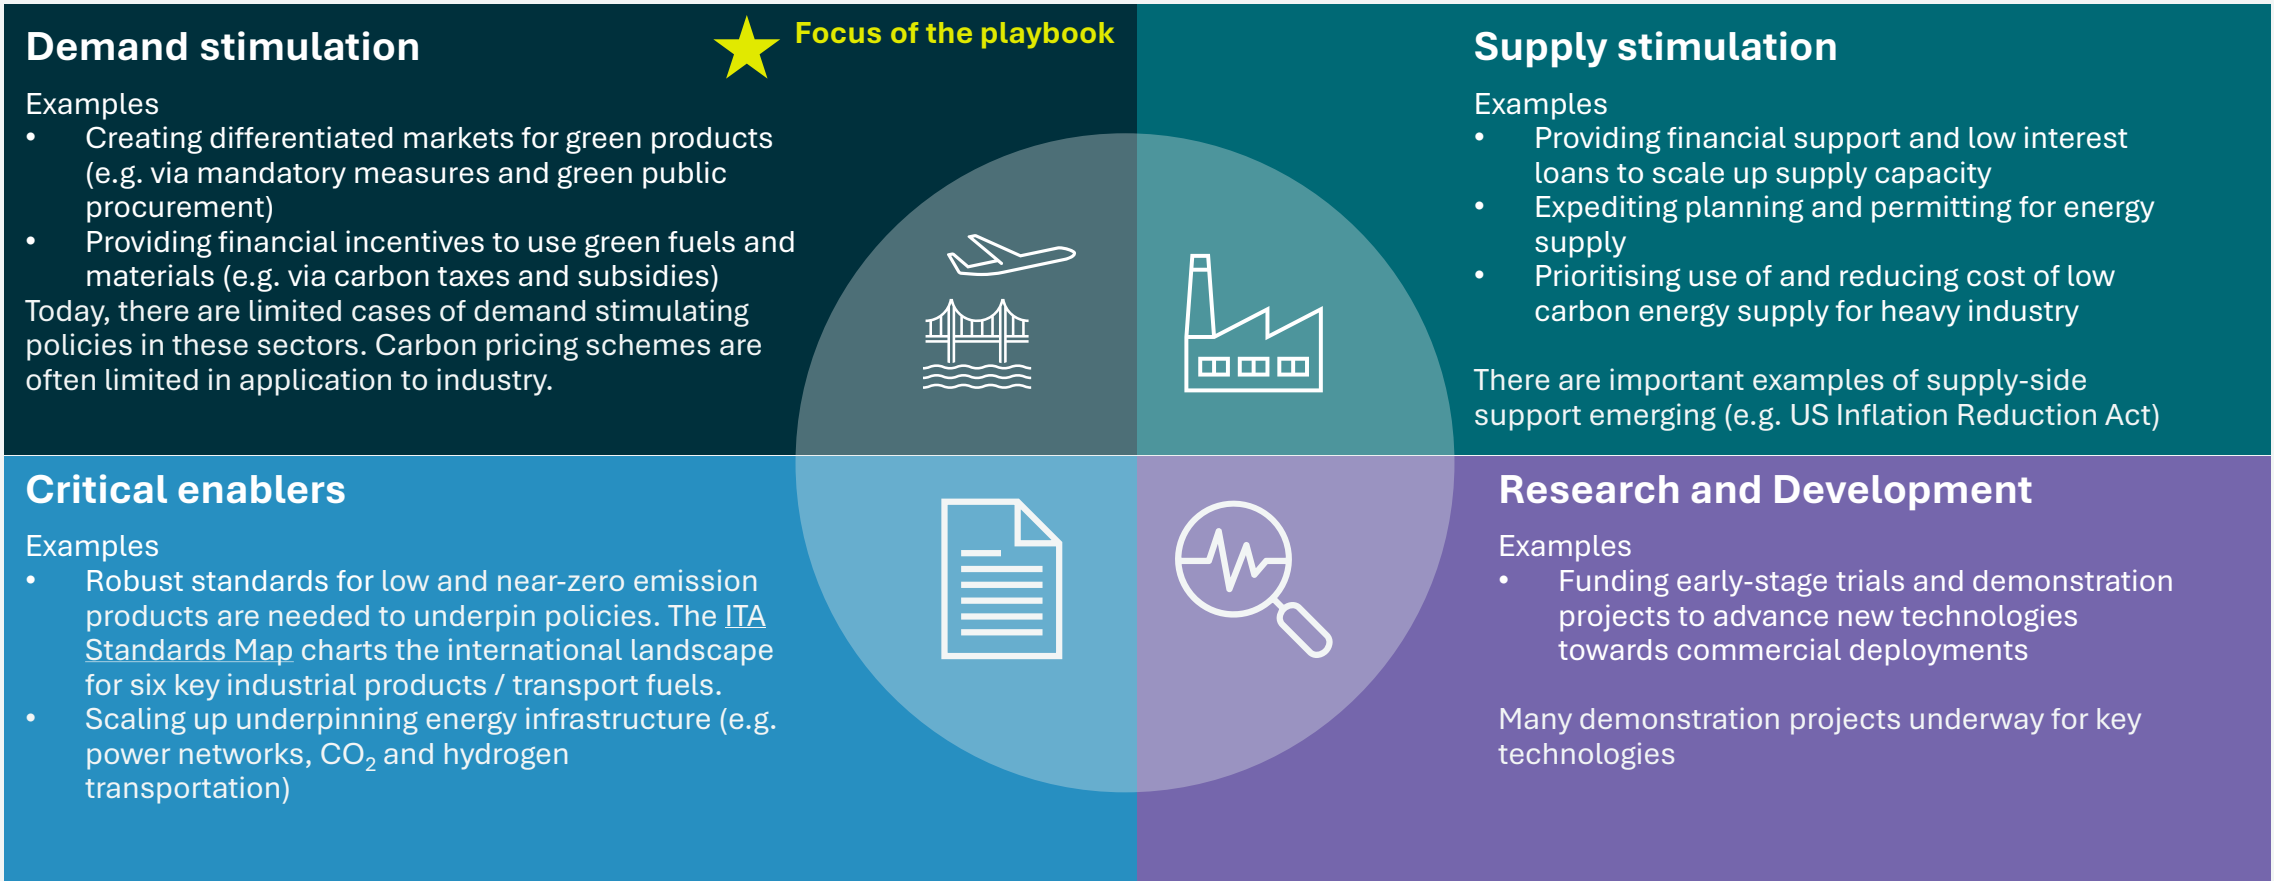 Demand stimulation
Focus of the playbook
Examples
• Creating differentiated markets for green products
(e.g. via mandatory measures and green public
procurement)
• Providing financial incentives to use green fuels and
materials (e.g. via carbon taxes and subsidies)
Today, there are limited cases of demand stimulating
policies in these sectors. Carbon pricing schemes are
often limited in application to industry.
Supply stimulation
Examples
• Providing financial support and low interest
loans to scale up supply capacity
• Expediting planning and permitting for energy
supply
• Prioritising use of and reducing cost of low
carbon energy supply for heavy industry
There are important examples of supply-side
support emerging (e.g. US Inflation Reduction Act)
Critical enablers
Examples
• Robust standards for low and near-zero emission
products are needed to underpin policies. The ITA
Standards Map charts the international landscape
for six key industrial products / transport fuels.
• Scaling up underpinning energy infrastructure (e.g.
power networks, CO₂ and hydrogen
transportation)
Research and Development
Examples
• Funding early-stage trials and demonstration
projects to advance new technologies
towards commercial deployments
Many demonstration projects underway for key
technologies